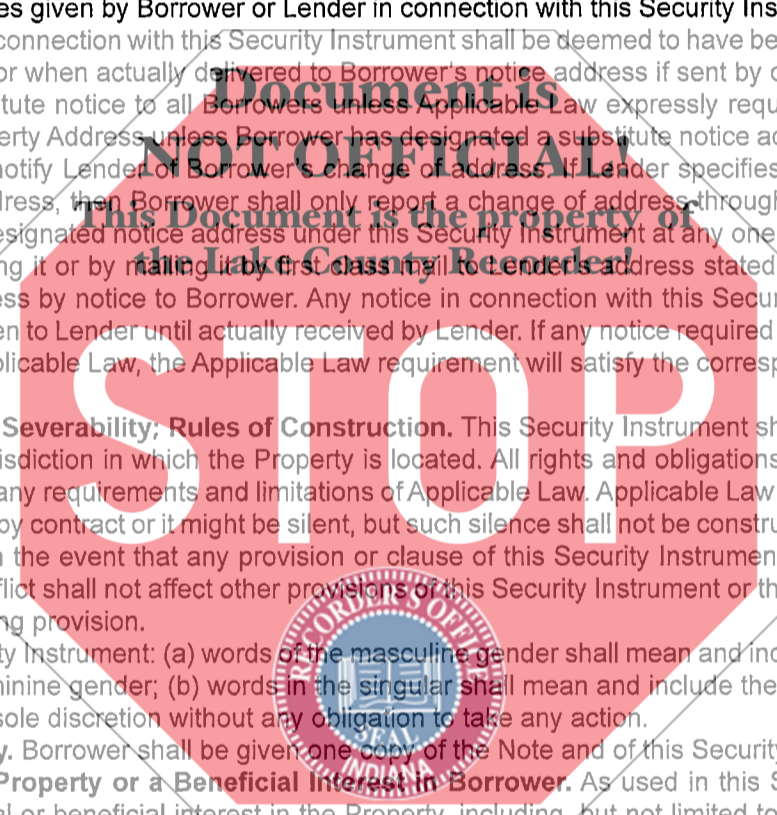 es given by Borrower or Lender in connection with this Security Ins
connection with this Security Instrument shall be deemed to have be
or when actually delivered to Borrower's notice address if sent by o
Document is
tute notice to all Borrowers unless Applicable Law expressly requ
erty Address unless Borrower has designated a substitute notice ad
NOT OFFICIAL!
notify Lender of Borrower's change of address. If Lender specifies
dress, then Borrower shall only report a change of address through
This Document is the property of
esignated notice address under this Security Instrument at any one
the Lake County Recorder!
ng it or by mailing it by first class mail to Lender's address stated
ess by notice to Borrower. Any notice in connection with this Secur
en to Lender until actually received by Lender. If any notice required
plicable Law, the Applicable Law requirement will satisfy the corresp
STOP
Severability; Rules of Construction. This Security Instrument sh
isdiction in which the Property is located. All rights and obligations
any requirements and limitations of Applicable Law. Applicable Law
by contract or it might be silent, but such silence shall not be constru
n the event that any provision or clause of this Security Instrumen
flict shall not affect other provisions of this Security Instrument or th
ng provision.
RECORDER'S OFFICE
ty Instrument: (a) words of the masculine gender shall mean and inc
minine gender; (b) words in the singular shall mean and include the
sole discretion without any obligation to take any action.
SEAL
y. Borrower shall be given one copy of the Note and of this Security
INDIANA
Property or a Beneficial Interest in Borrower. As used in this S
al or beneficial interest in the Property, including, but not limited to